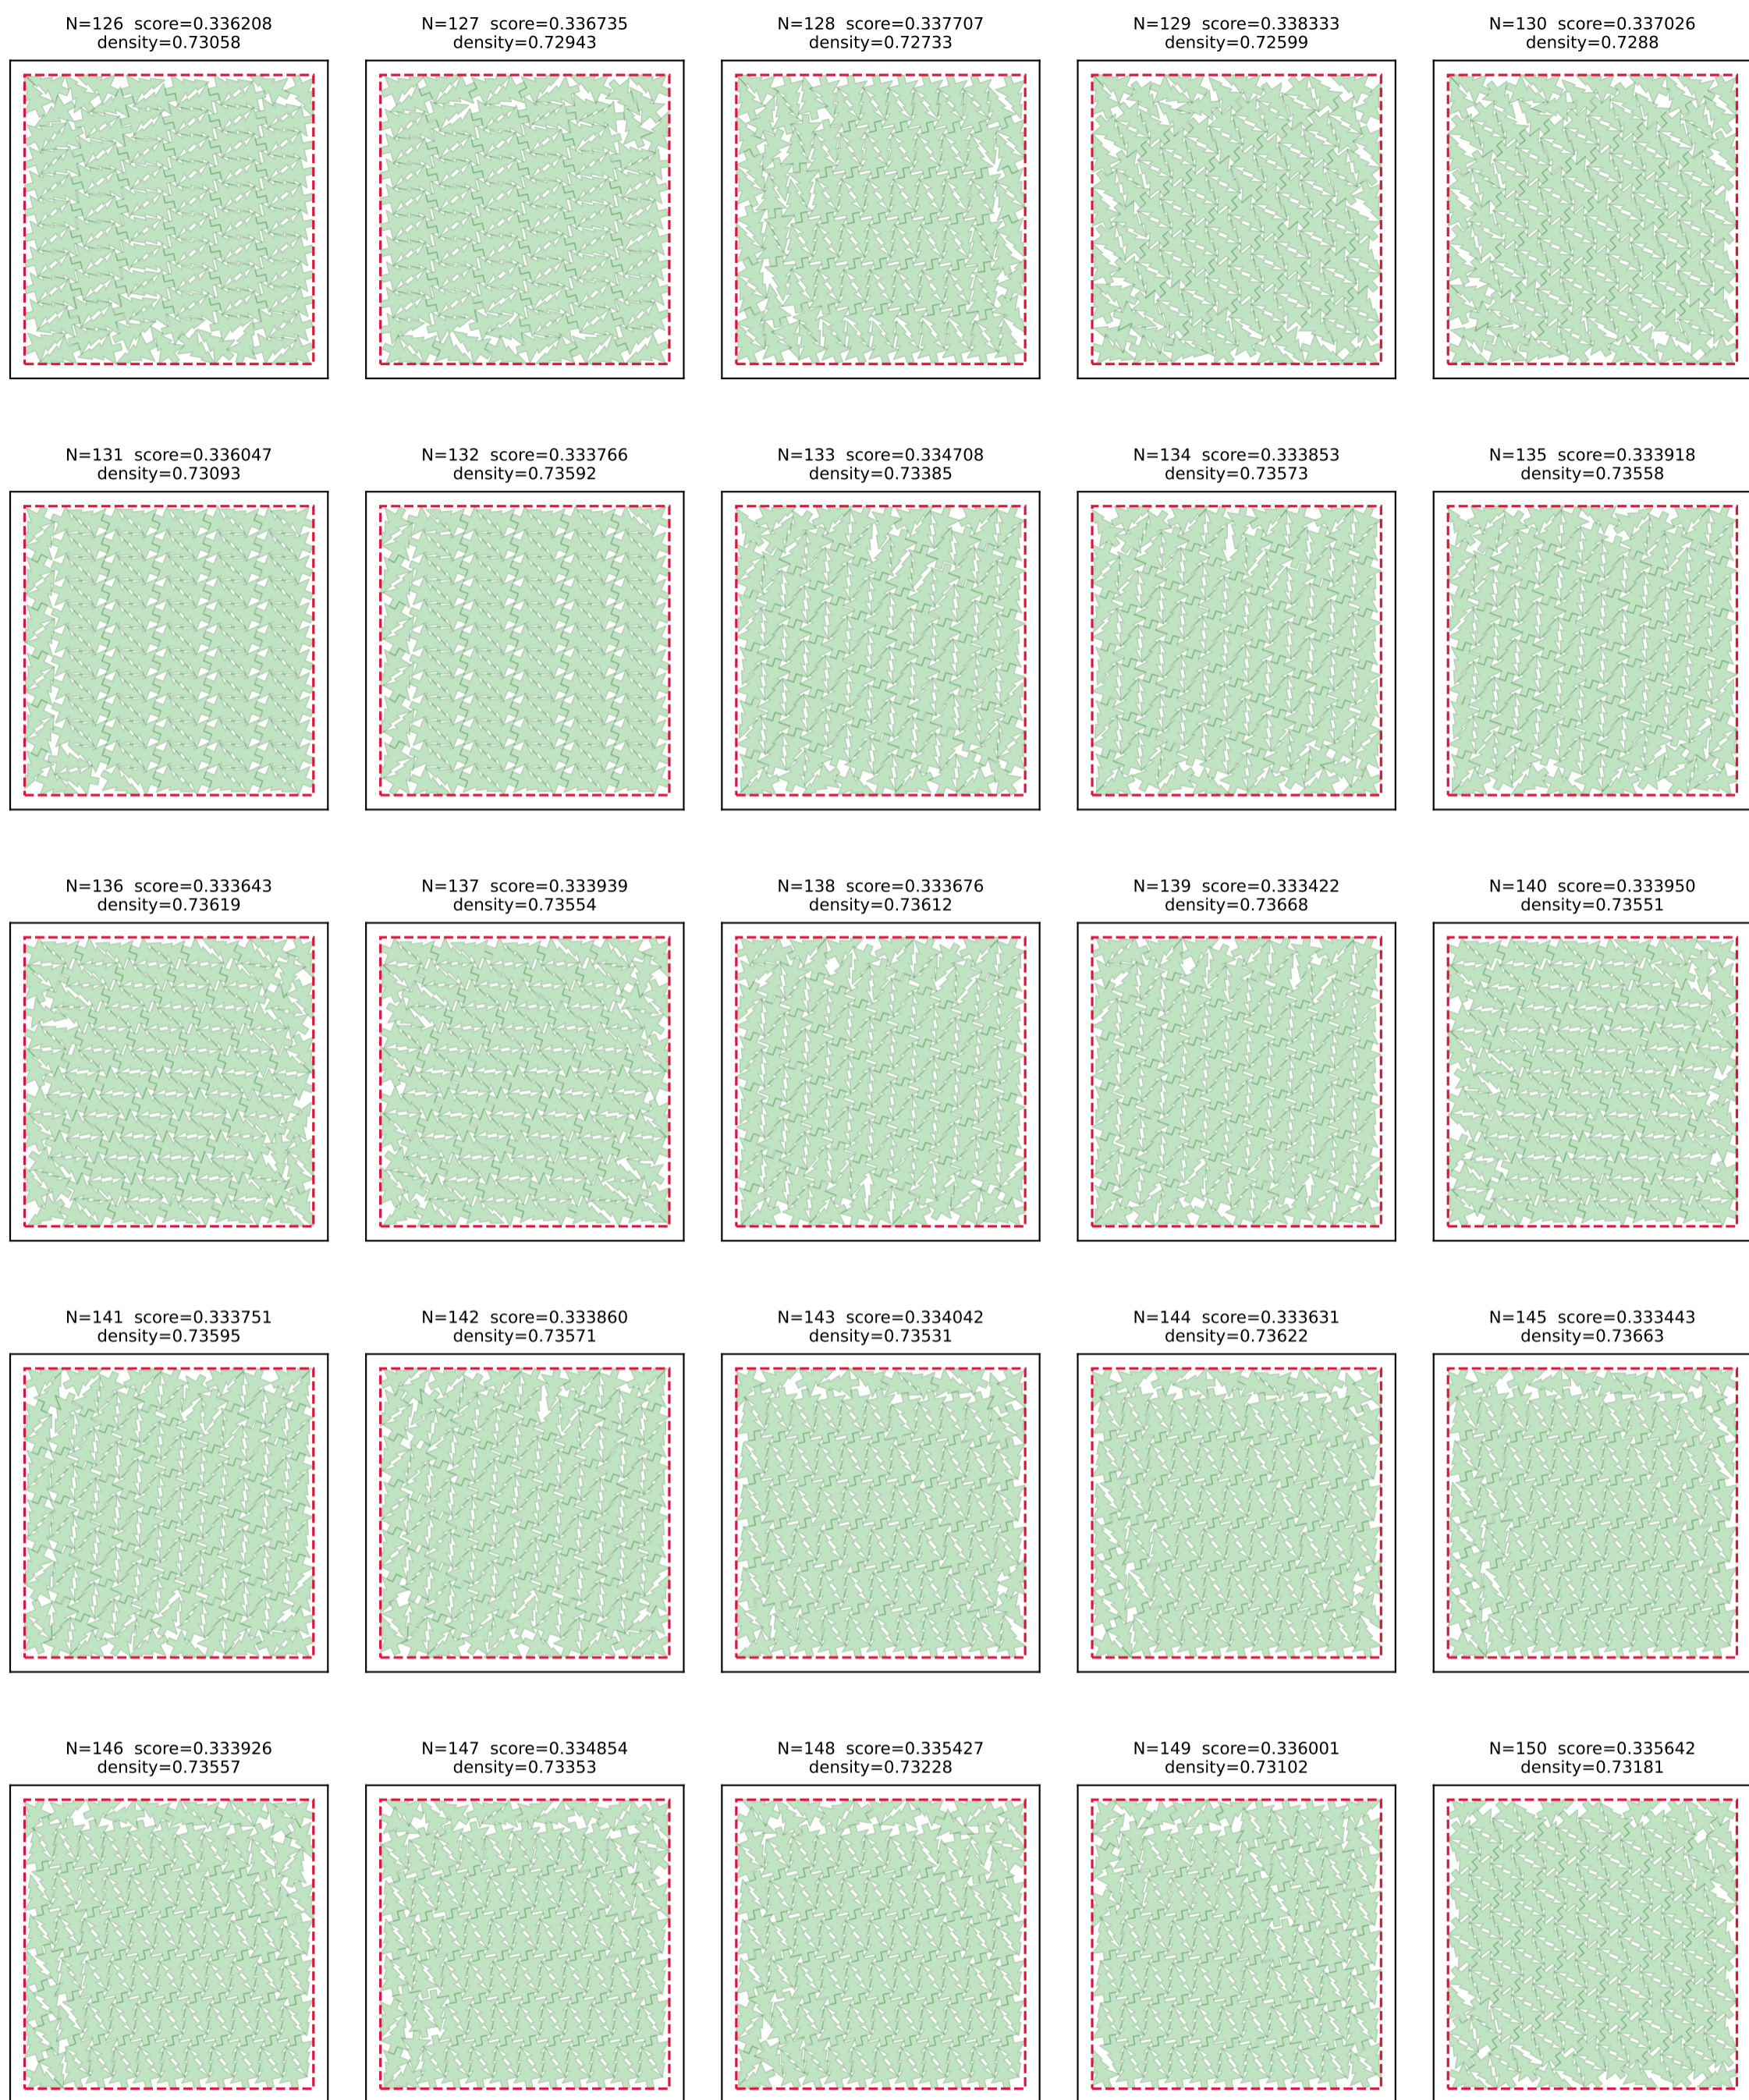 N=126  score=0.336208
density=0.73058
N=127  score=0.336735
density=0.72943
N=128  score=0.337707
density=0.72733
N=129  score=0.338333
density=0.72599
N=130  score=0.337026
density=0.7288
N=131  score=0.336047
density=0.73093
N=132  score=0.333766
density=0.73592
N=133  score=0.334708
density=0.73385
N=134  score=0.333853
density=0.73573
N=135  score=0.333918
density=0.73558
N=136  score=0.333643
density=0.73619
N=137  score=0.333939
density=0.73554
N=138  score=0.333676
density=0.73612
N=139  score=0.333422
density=0.73668
N=140  score=0.333950
density=0.73551
N=141  score=0.333751
density=0.73595
N=142  score=0.333860
density=0.73571
N=143  score=0.334042
density=0.73531
N=144  score=0.333631
density=0.73622
N=145  score=0.333443
density=0.73663
N=146  score=0.333926
density=0.73557
N=147  score=0.334854
density=0.73353
N=148  score=0.335427
density=0.73228
N=149  score=0.336001
density=0.73102
N=150  score=0.335642
density=0.73181